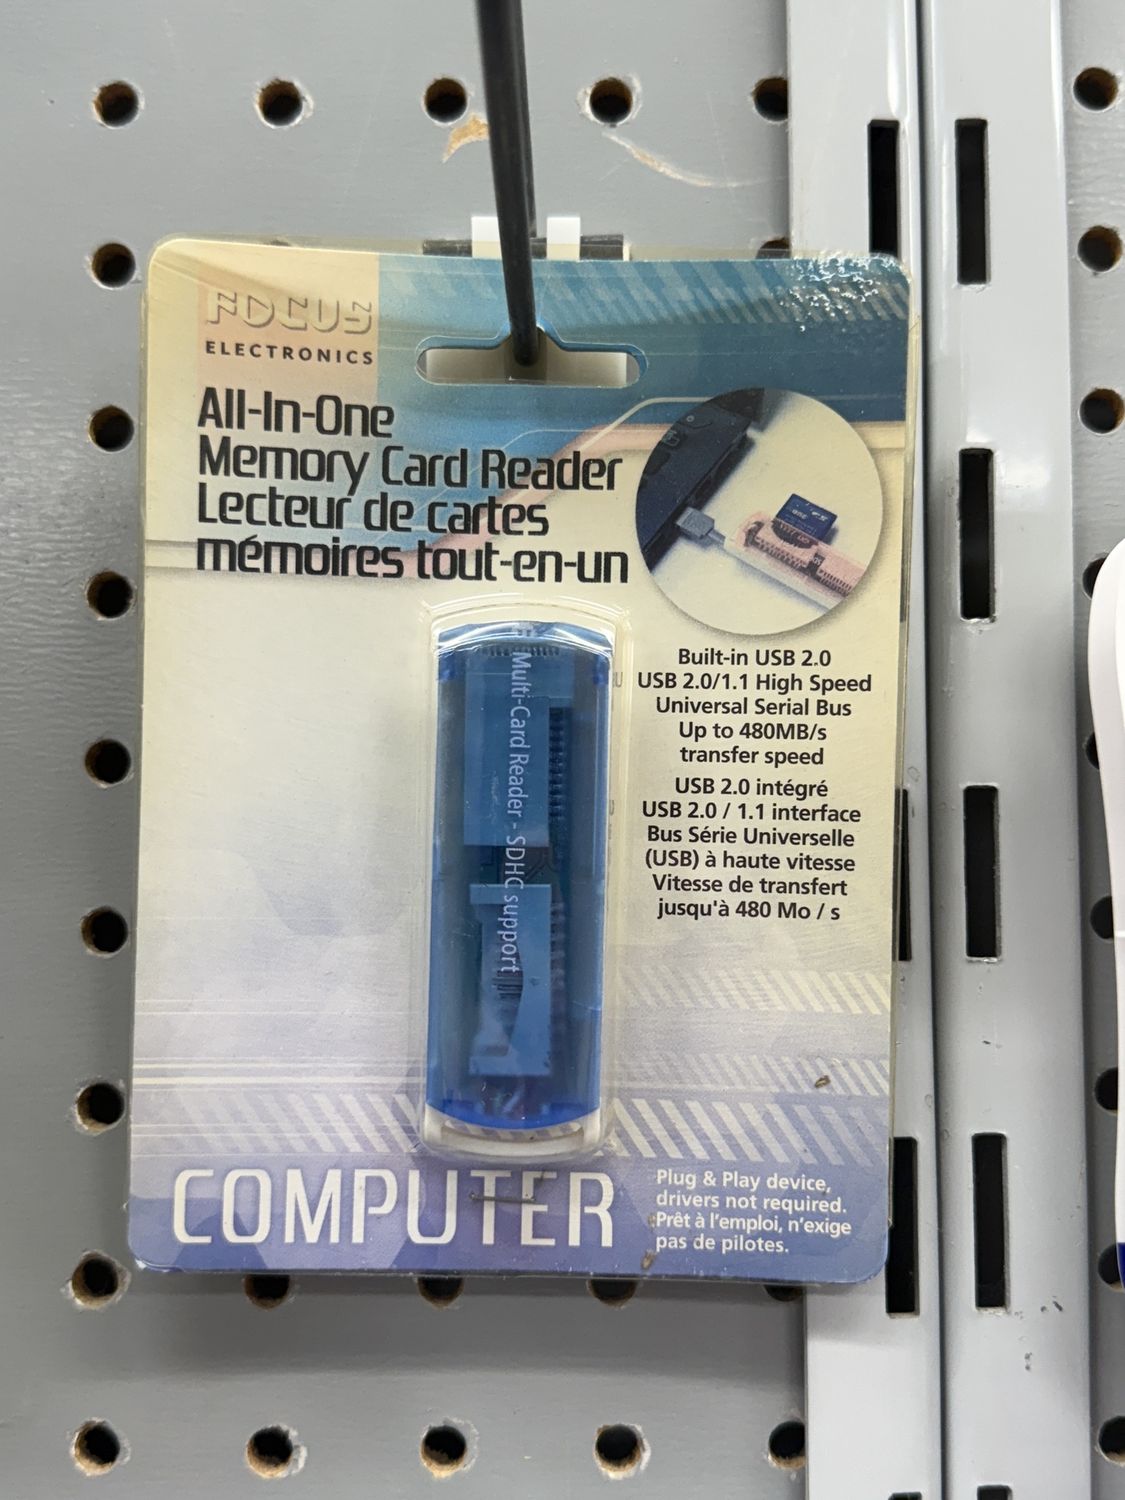 FOCUS
ELECTRONICS
All-In-One
Memory Card Reader
Lecteur de cartes
mémoires tout-en-un
Built-in USB 2.0
USB 2.0/1.1 High Speed
Universal Serial Bus
Up to 480MB/s
transfer speed
USB 2.0 intégré
USB 2.0 / 1.1 interface
Bus Série Universelle
(USB) à haute vitesse
Vitesse de transfert
jusqu'à 480 Mo / s
Multi-Card Reader - SDHC support
COMPUTER
Plug & Play device,
drivers not required.
Prêt à l'emploi, n'exige
pas de pilotes.